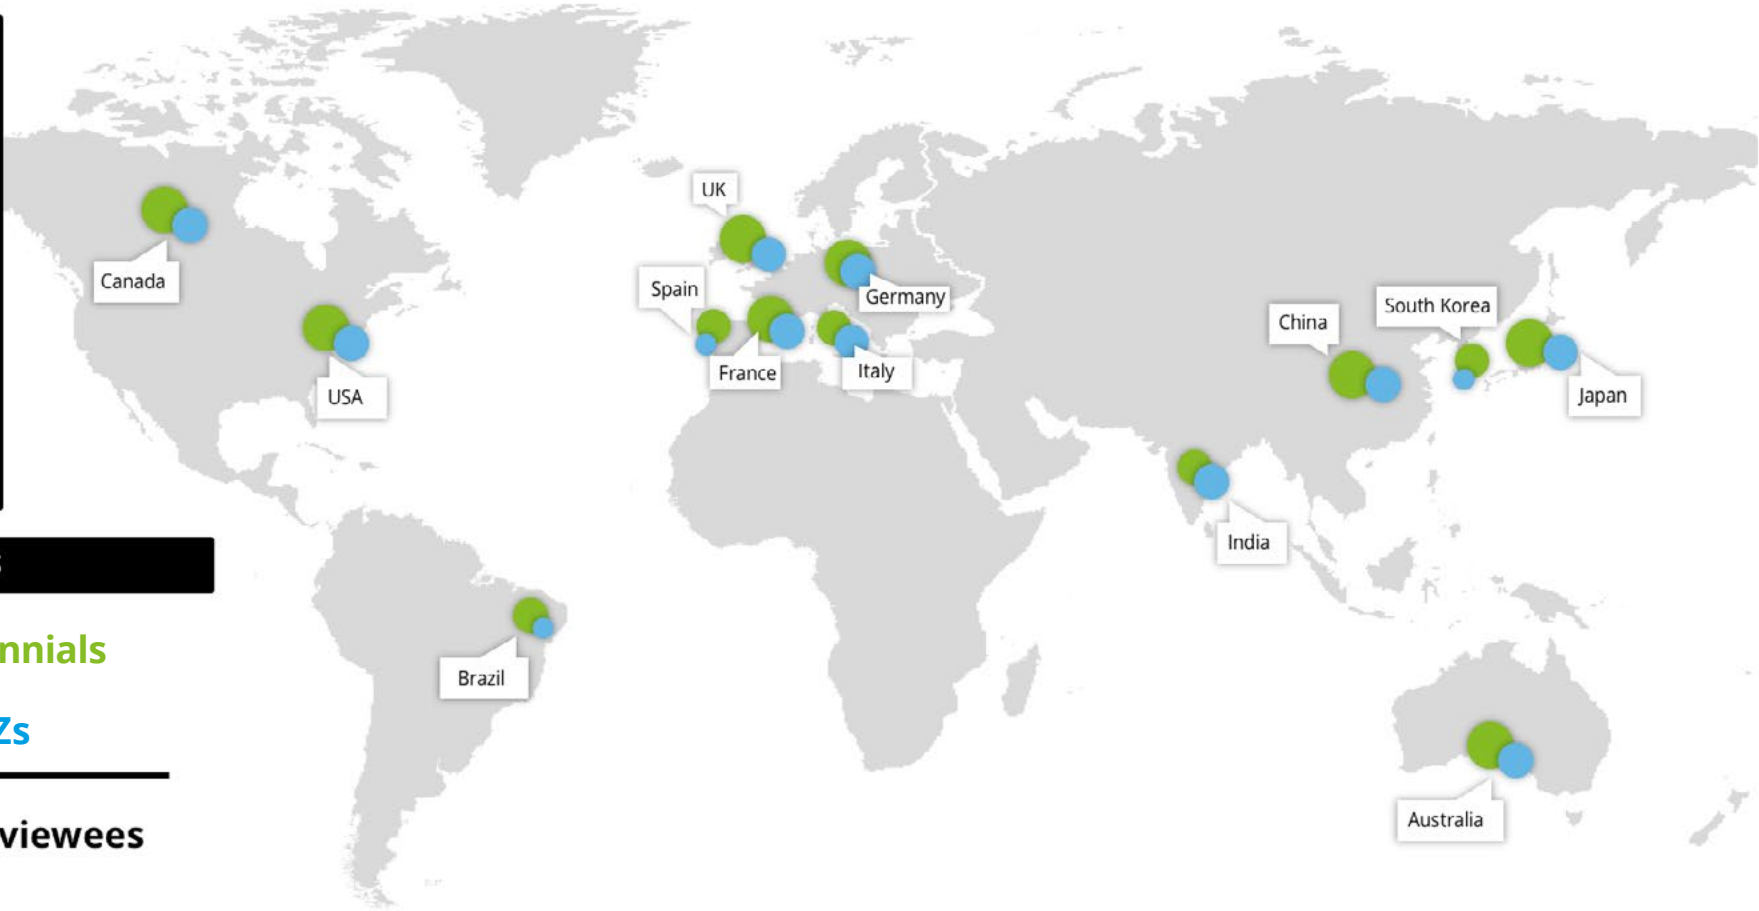 UK
Canada
Spain
Germany
South Korea
China
France
Italy
USA
Japan
India
nnials
Brazil
Zs
Australia
viewees